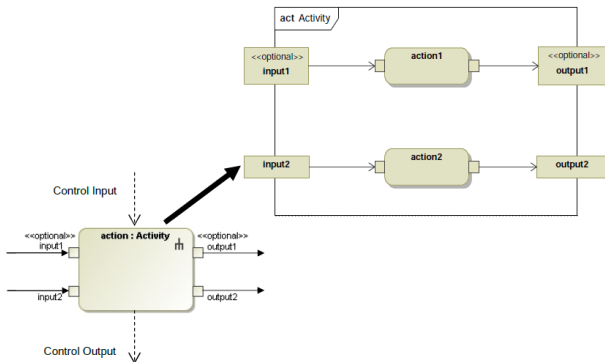 act Activity
<<optional>>
input1
action1
<<optional>>
output1
input2
action2
output2
Control Input
<<optional>>
input1
action : Activity
<<optional>>
output1
input2
output2
Control Output